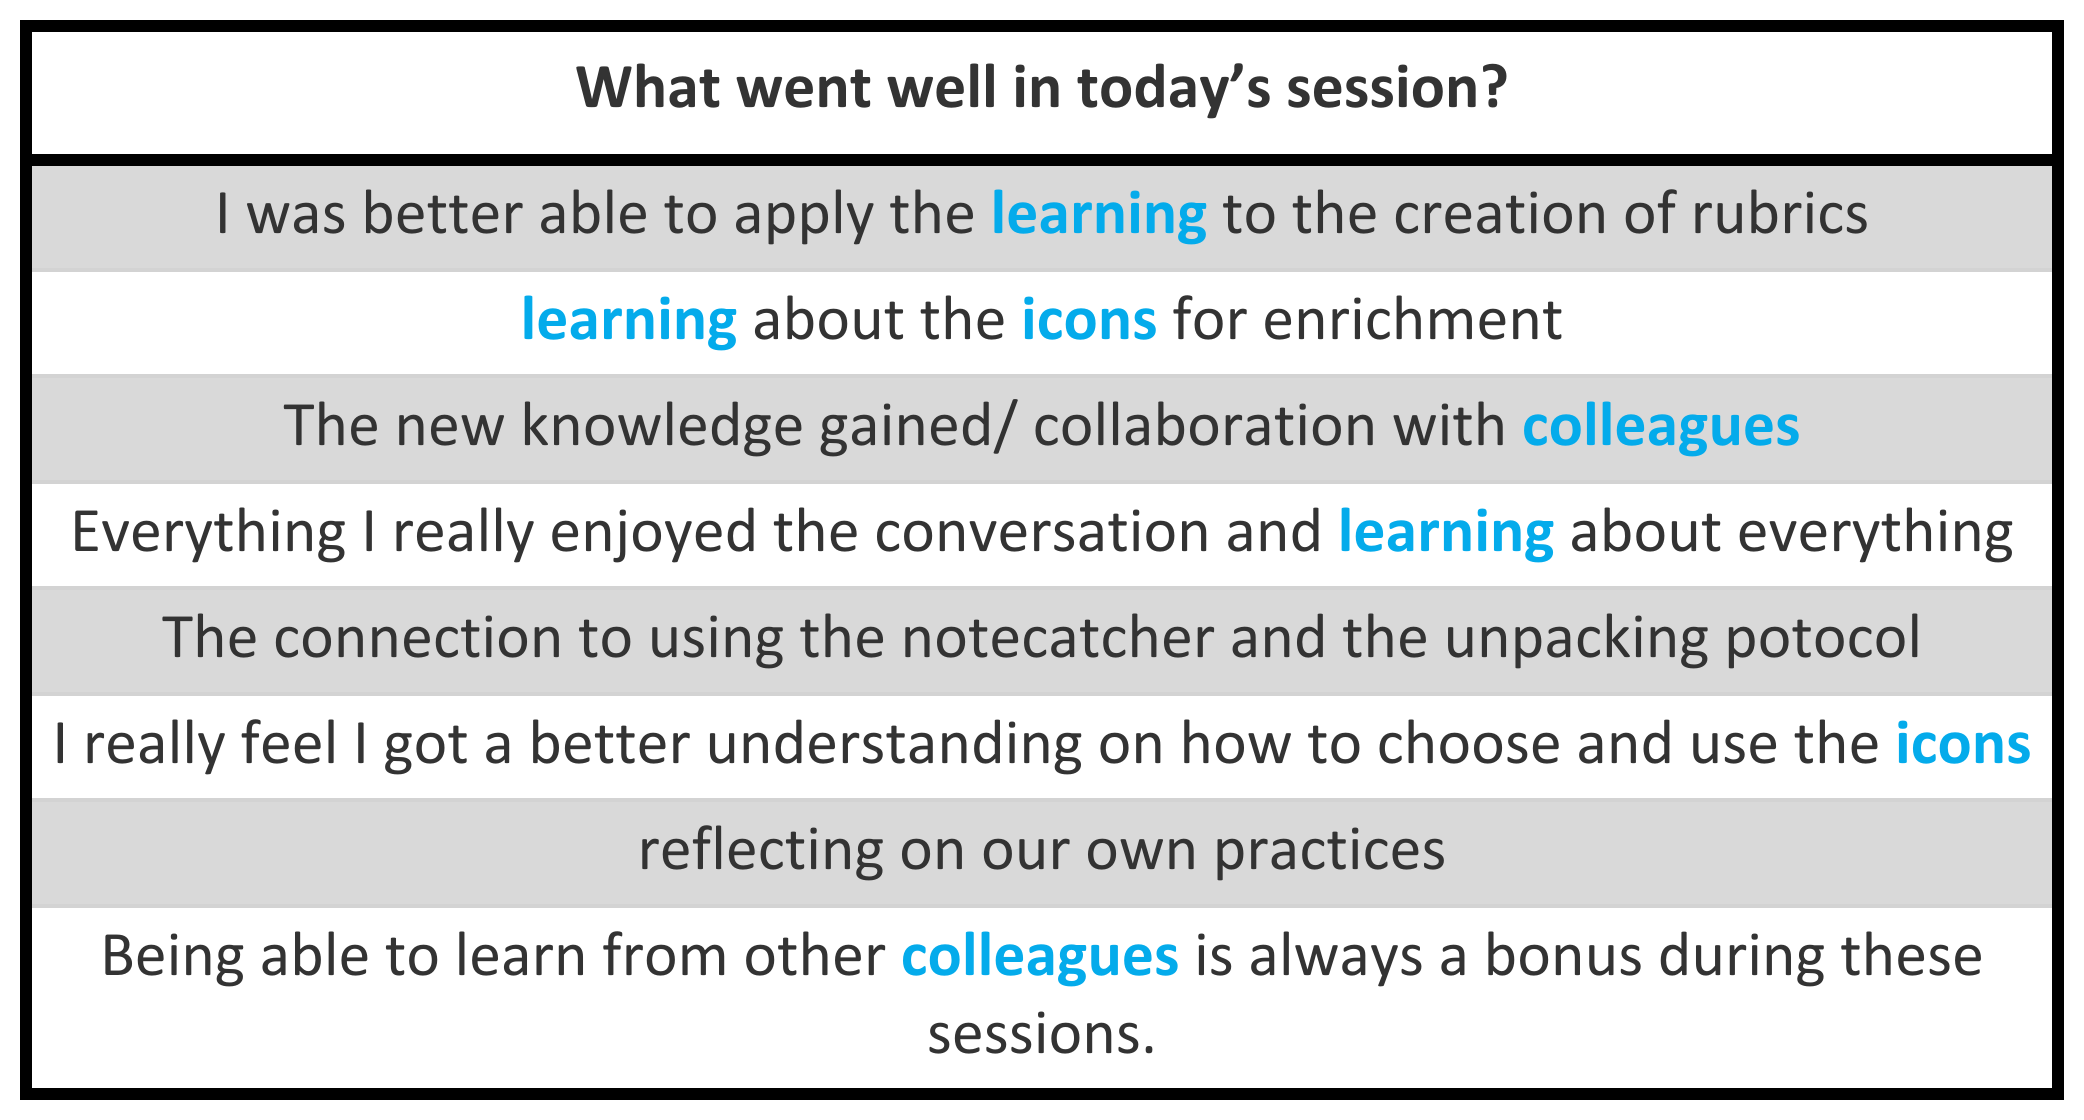 What went well in today’s session?
I was better able to apply the learning to the creation of rubrics
learning about the icons for enrichment
The new knowledge gained/ collaboration with colleagues
Everything I really enjoyed the conversation and learning about everything
The connection to using the notecatcher and the unpacking potocol
I really feel I got a better understanding on how to choose and use the icons
reflecting on our own practices
Being able to learn from other colleagues is always a bonus during these
sessions.